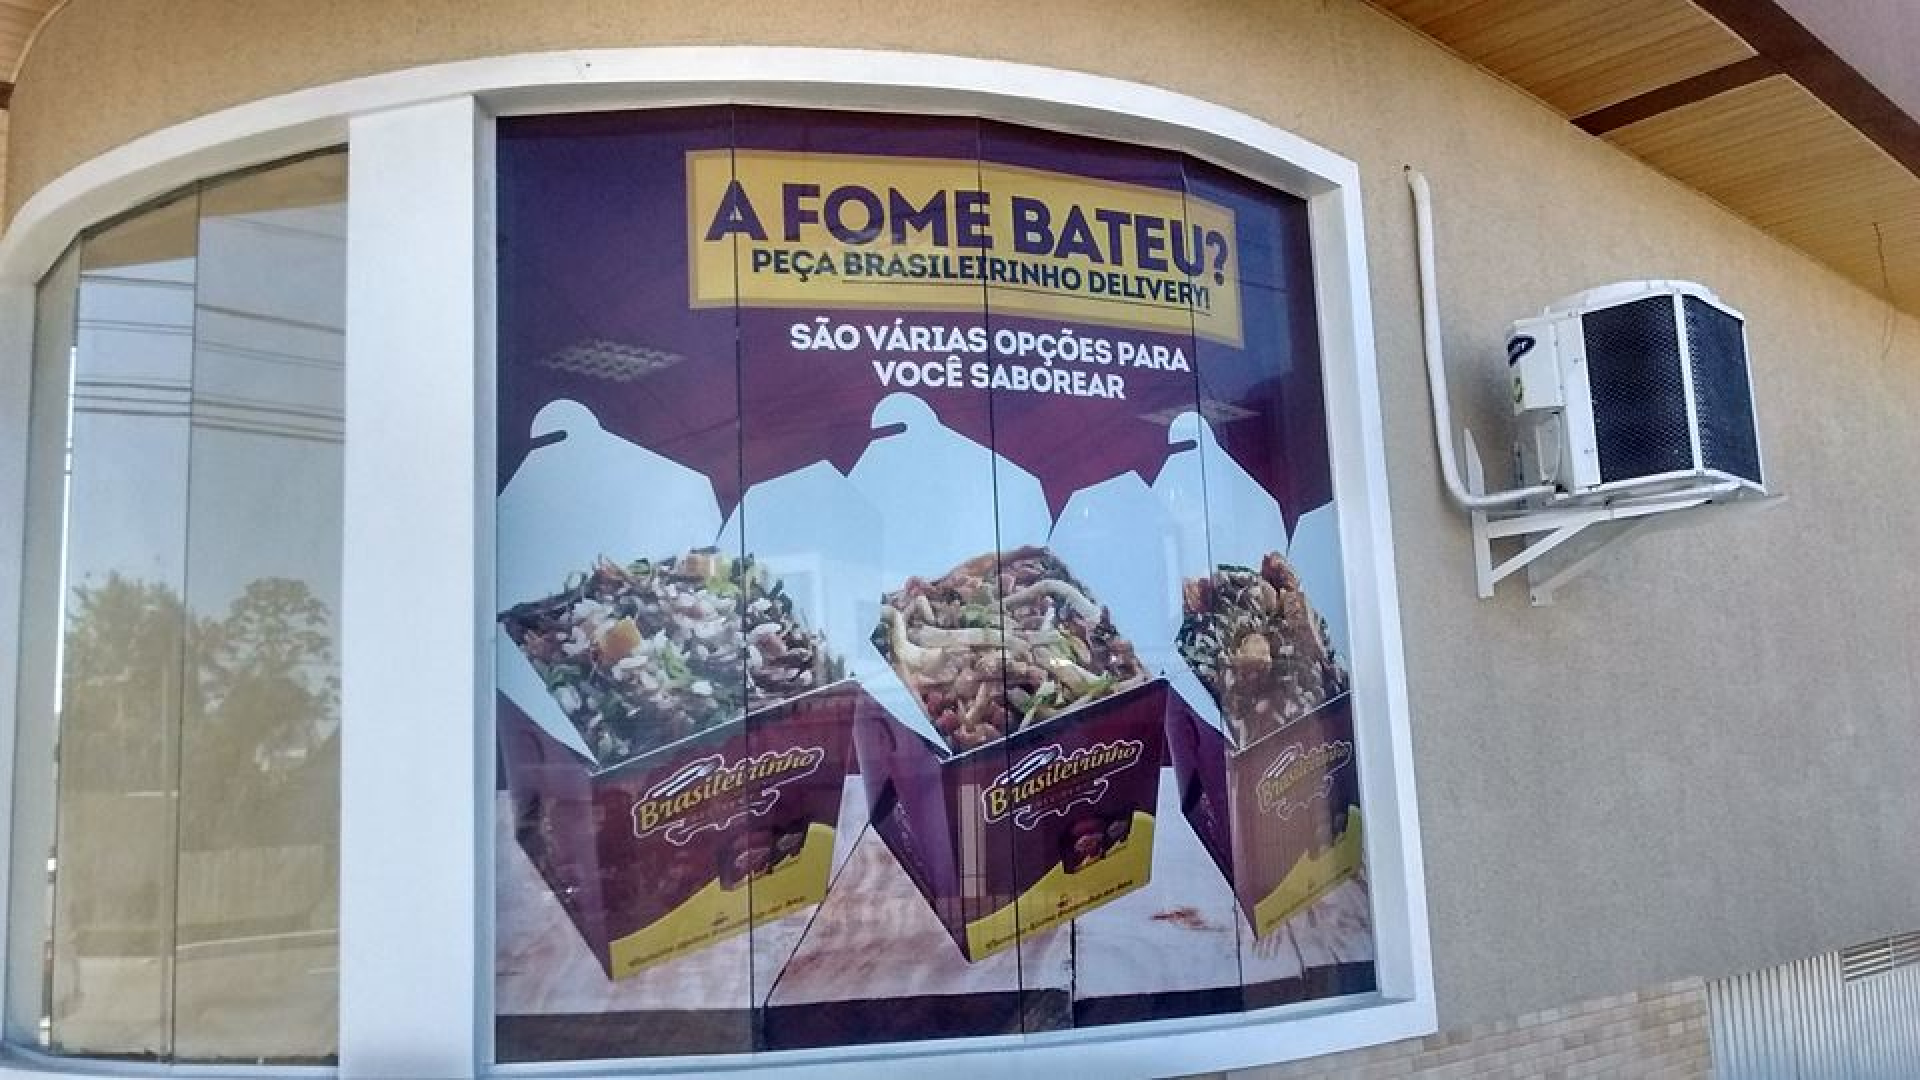 A FOME BATEU?
PEÇA BRASILEIRINHO DELIVERY!
SÃO VÁRIAS OPÇÕES PARA
VOCÊ SABOREAR
Brasileirinho
Brasileirinho
Brasileirinho